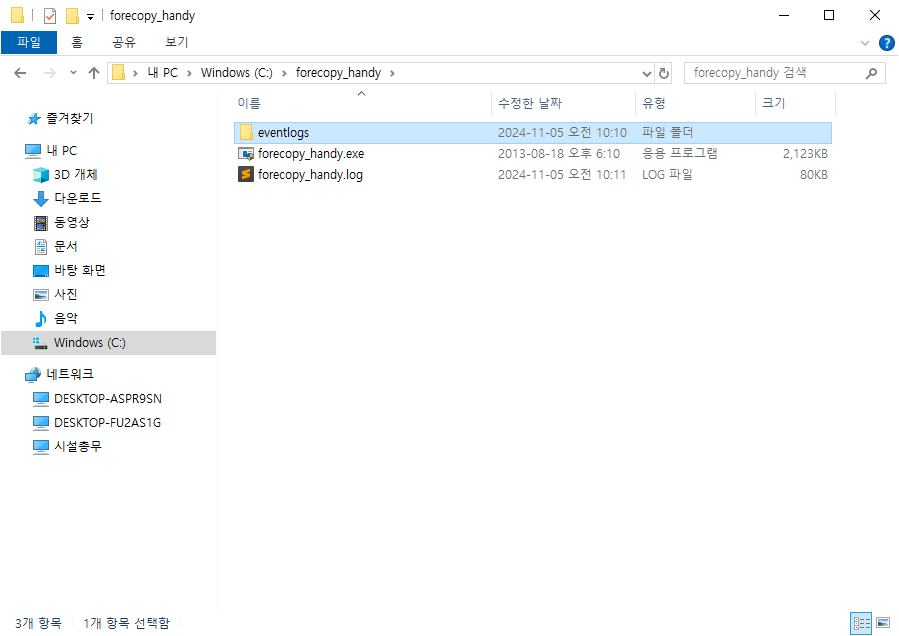 forecopy_handy
파일 홈 공유 보기
내 PC Windows (C:) forecopy_handy forecopy_handy 검색
이름 수정한 날짜 유형 크기
eventlogs 2024-11-05 오전 10:10 파일 폴더
forecopy_handy.exe 2013-08-18 오후 6:10 응용 프로그램 2,123KB
forecopy_handy.log 2024-11-05 오전 10:11 LOG 파일 80KB
즐겨찾기
내 PC
3D 개체
다운로드
동영상
문서
바탕 화면
사진
음악
Windows (C:)
네트워크
DESKTOP-ASPR9SN
DESKTOP-FU2AS1G
시설총무
3개 항목 1개 항목 선택함